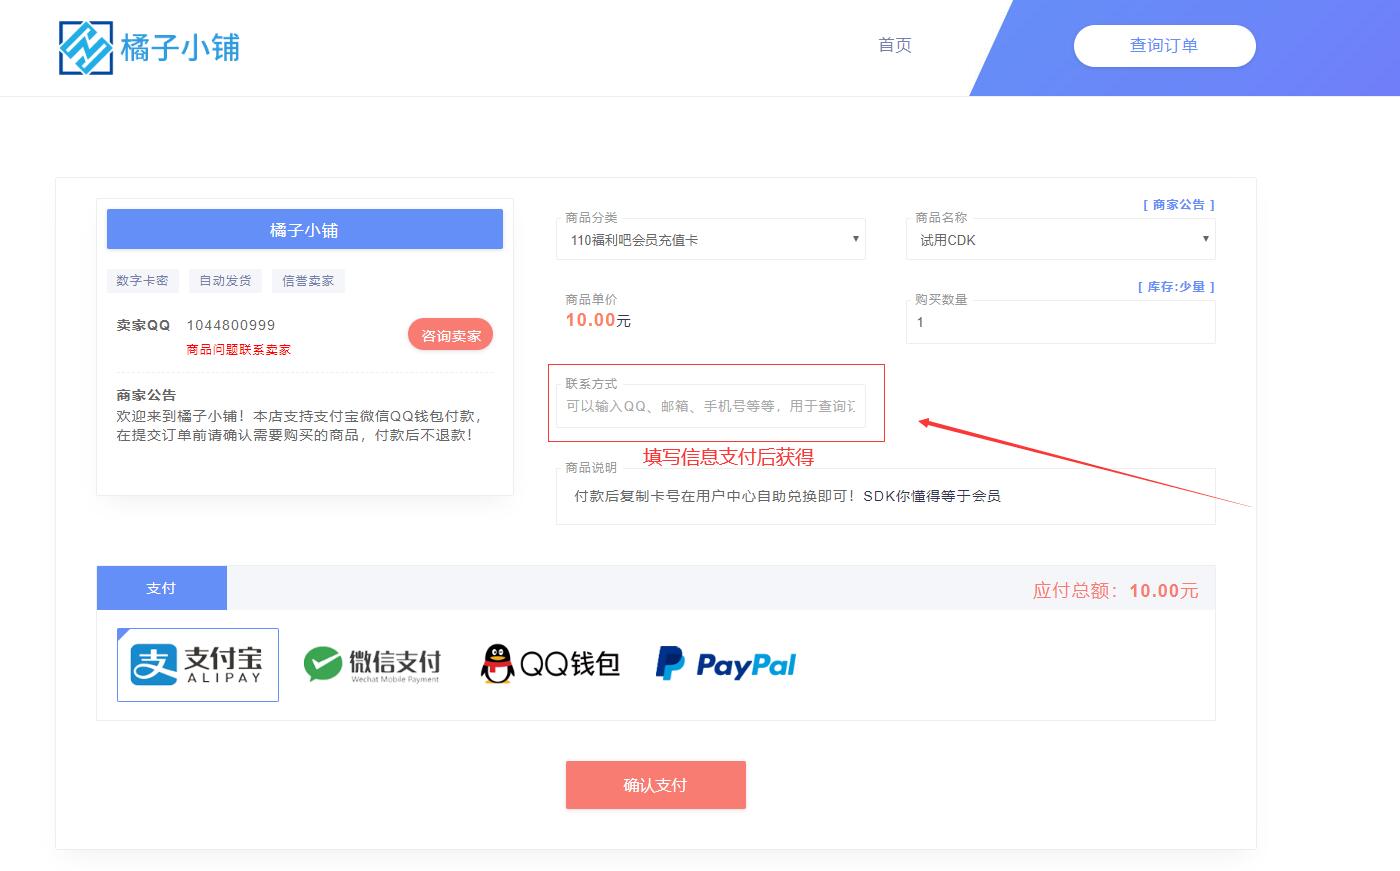 橘子小铺
首页
查询订单
橘子小铺
数字卡密 自动发货 信誉卖家
卖家QQ 1044800999
商品问题联系卖家
咨询卖家
商家公告
欢迎来到橘子小铺！本店支持支付宝微信QQ钱包付款，
在提交订单前请确认需要购买的商品，付款后不退款！
商品分类
110福利吧会员充值卡
[ 商家公告 ]
商品名称
试用CDK
商品单价
10.00元
[ 库存:少量 ]
购买数量
1
联系方式
可以输入QQ、邮箱、手机号等等，用于查询
填写信息支付后获得
商品说明
付款后复制卡号在用户中心自助兑换即可！SDK你懂得等于会员
支付
应付总额：10.00元
支付宝
ALIPAY
微信支付
Wechat Mobile Payment
QQ钱包
PayPal
确认支付